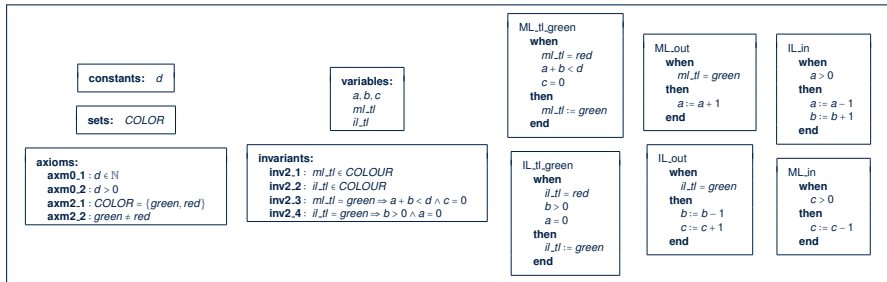 constants: d
sets: COLOR
axioms:
axm0_1 : d ∈ ℕ
axm0_2 : d > 0
axm2_1 : COLOR = {green, red}
axm2_2 : green ≠ red
variables:
a, b, c
ml_tl
il_tl
invariants:
inv2_1 : ml_tl ∈ COLOUR
inv2_2 : il_tl ∈ COLOUR
inv2_3 : ml_tl = green ⇒ a + b < d ∧ c = 0
inv2_4 : il_tl = green ⇒ b > 0 ∧ a = 0
ML_tl_green
when
ml_tl = red
a + b < d
c = 0
then
ml_tl := green
end
IL_tl_green
when
il_tl = red
b > 0
a = 0
then
il_tl := green
end
ML_out
when
ml_tl = green
then
a := a + 1
end
IL_out
when
il_tl = green
then
b := b − 1
c := c + 1
end
IL_in
when
a > 0
then
a := a − 1
b := b + 1
end
ML_in
when
c > 0
then
c := c − 1
end